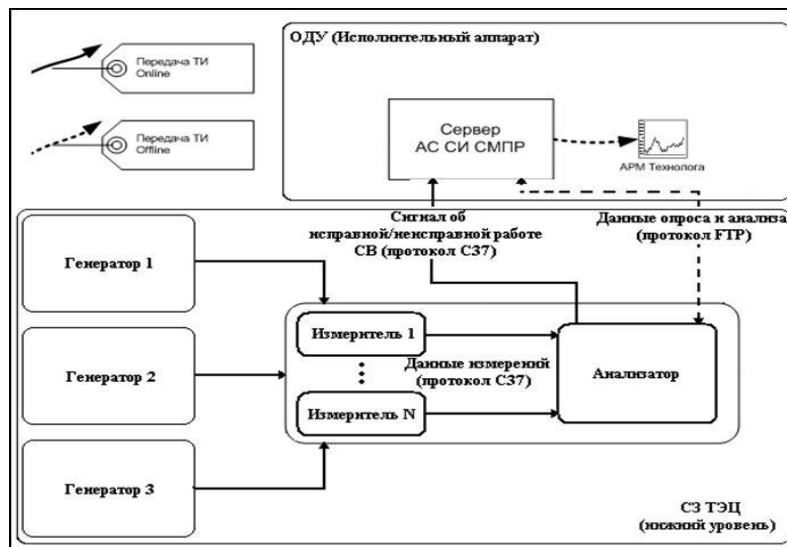 ОДУ (Исполнительный аппарат)
Передача ТИ
Online
Передача ТИ
Offline
Сервер
АС СИ СМПР
АРМ Технолога
Сигнал об
исправной/неисправной работе
СВ (протокол С37)
Данные опроса и анализа
(протокол FTP)
Генератор 1
Генератор 2
Генератор 3
Измеритель 1
Данные измерений
(протокол С37)
Измеритель N
Анализатор
СЗ ТЭЦ
(нижний уровень)